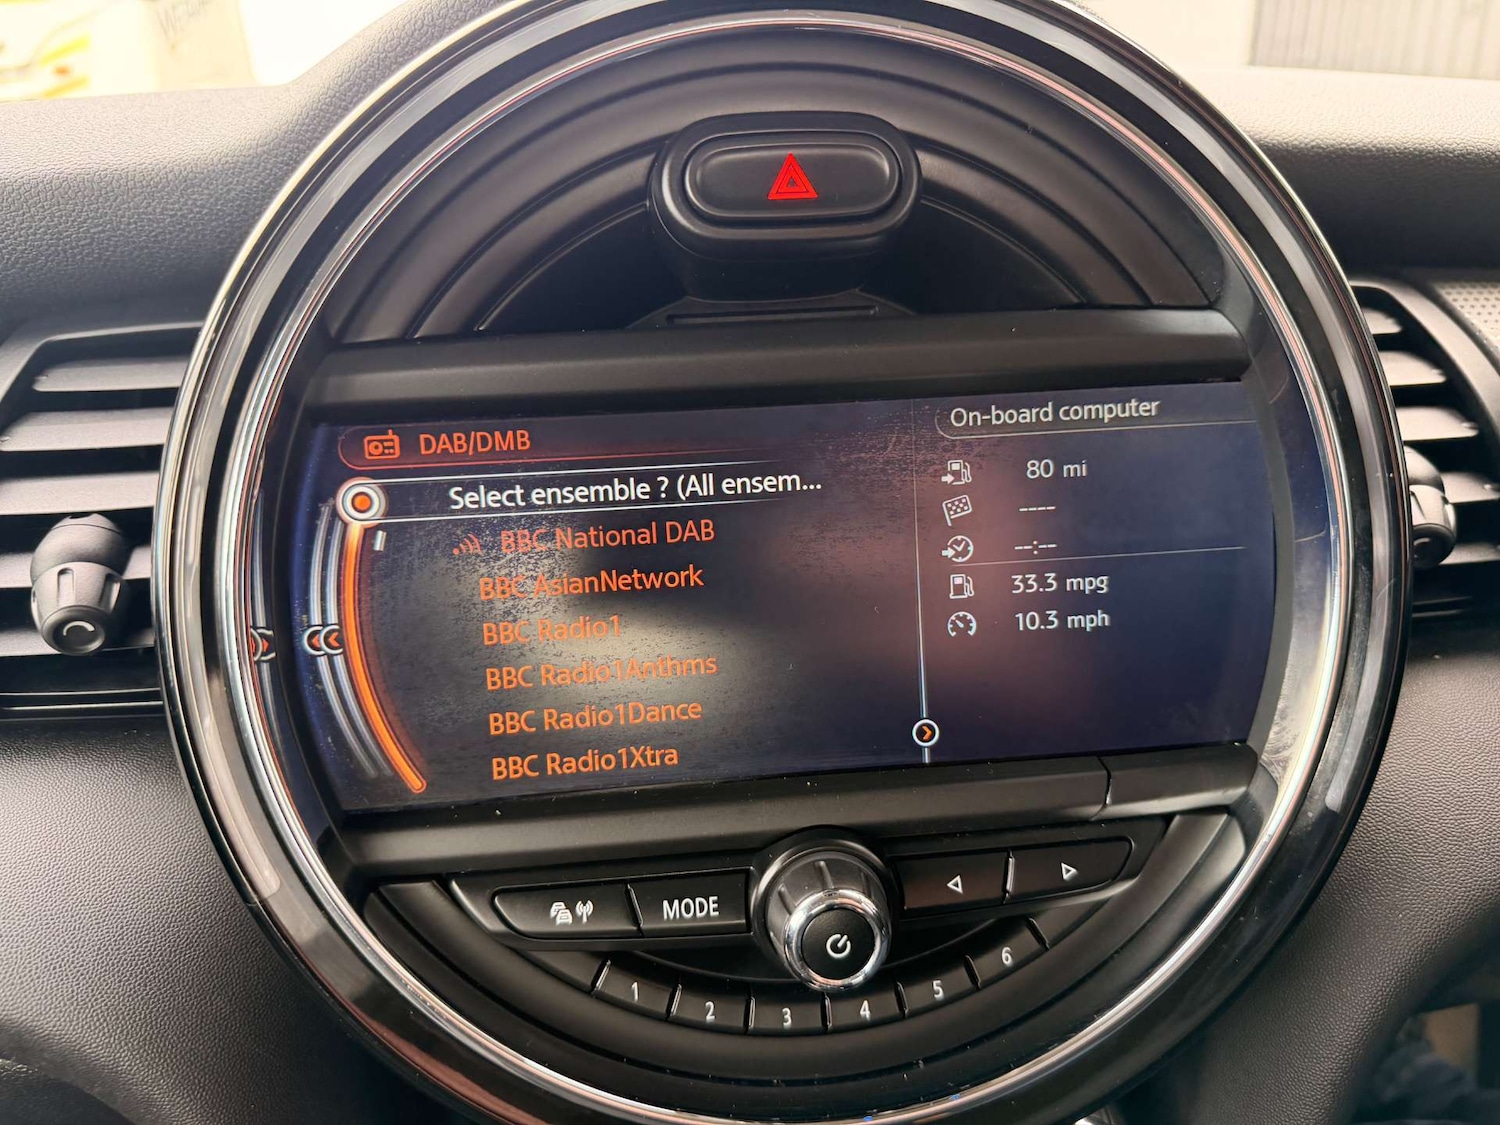 DAB/DMB
Select ensemble ? (All ensem...
BBC National DAB
BBC AsianNetwork
BBC Radio1
BBC Radio1Anthms
BBC Radio1Dance
BBC Radio1Xtra
On-board computer
80 mi
----
--:--
33.3 mpg
10.3 mph
MODE
1
2
3
4
5
6